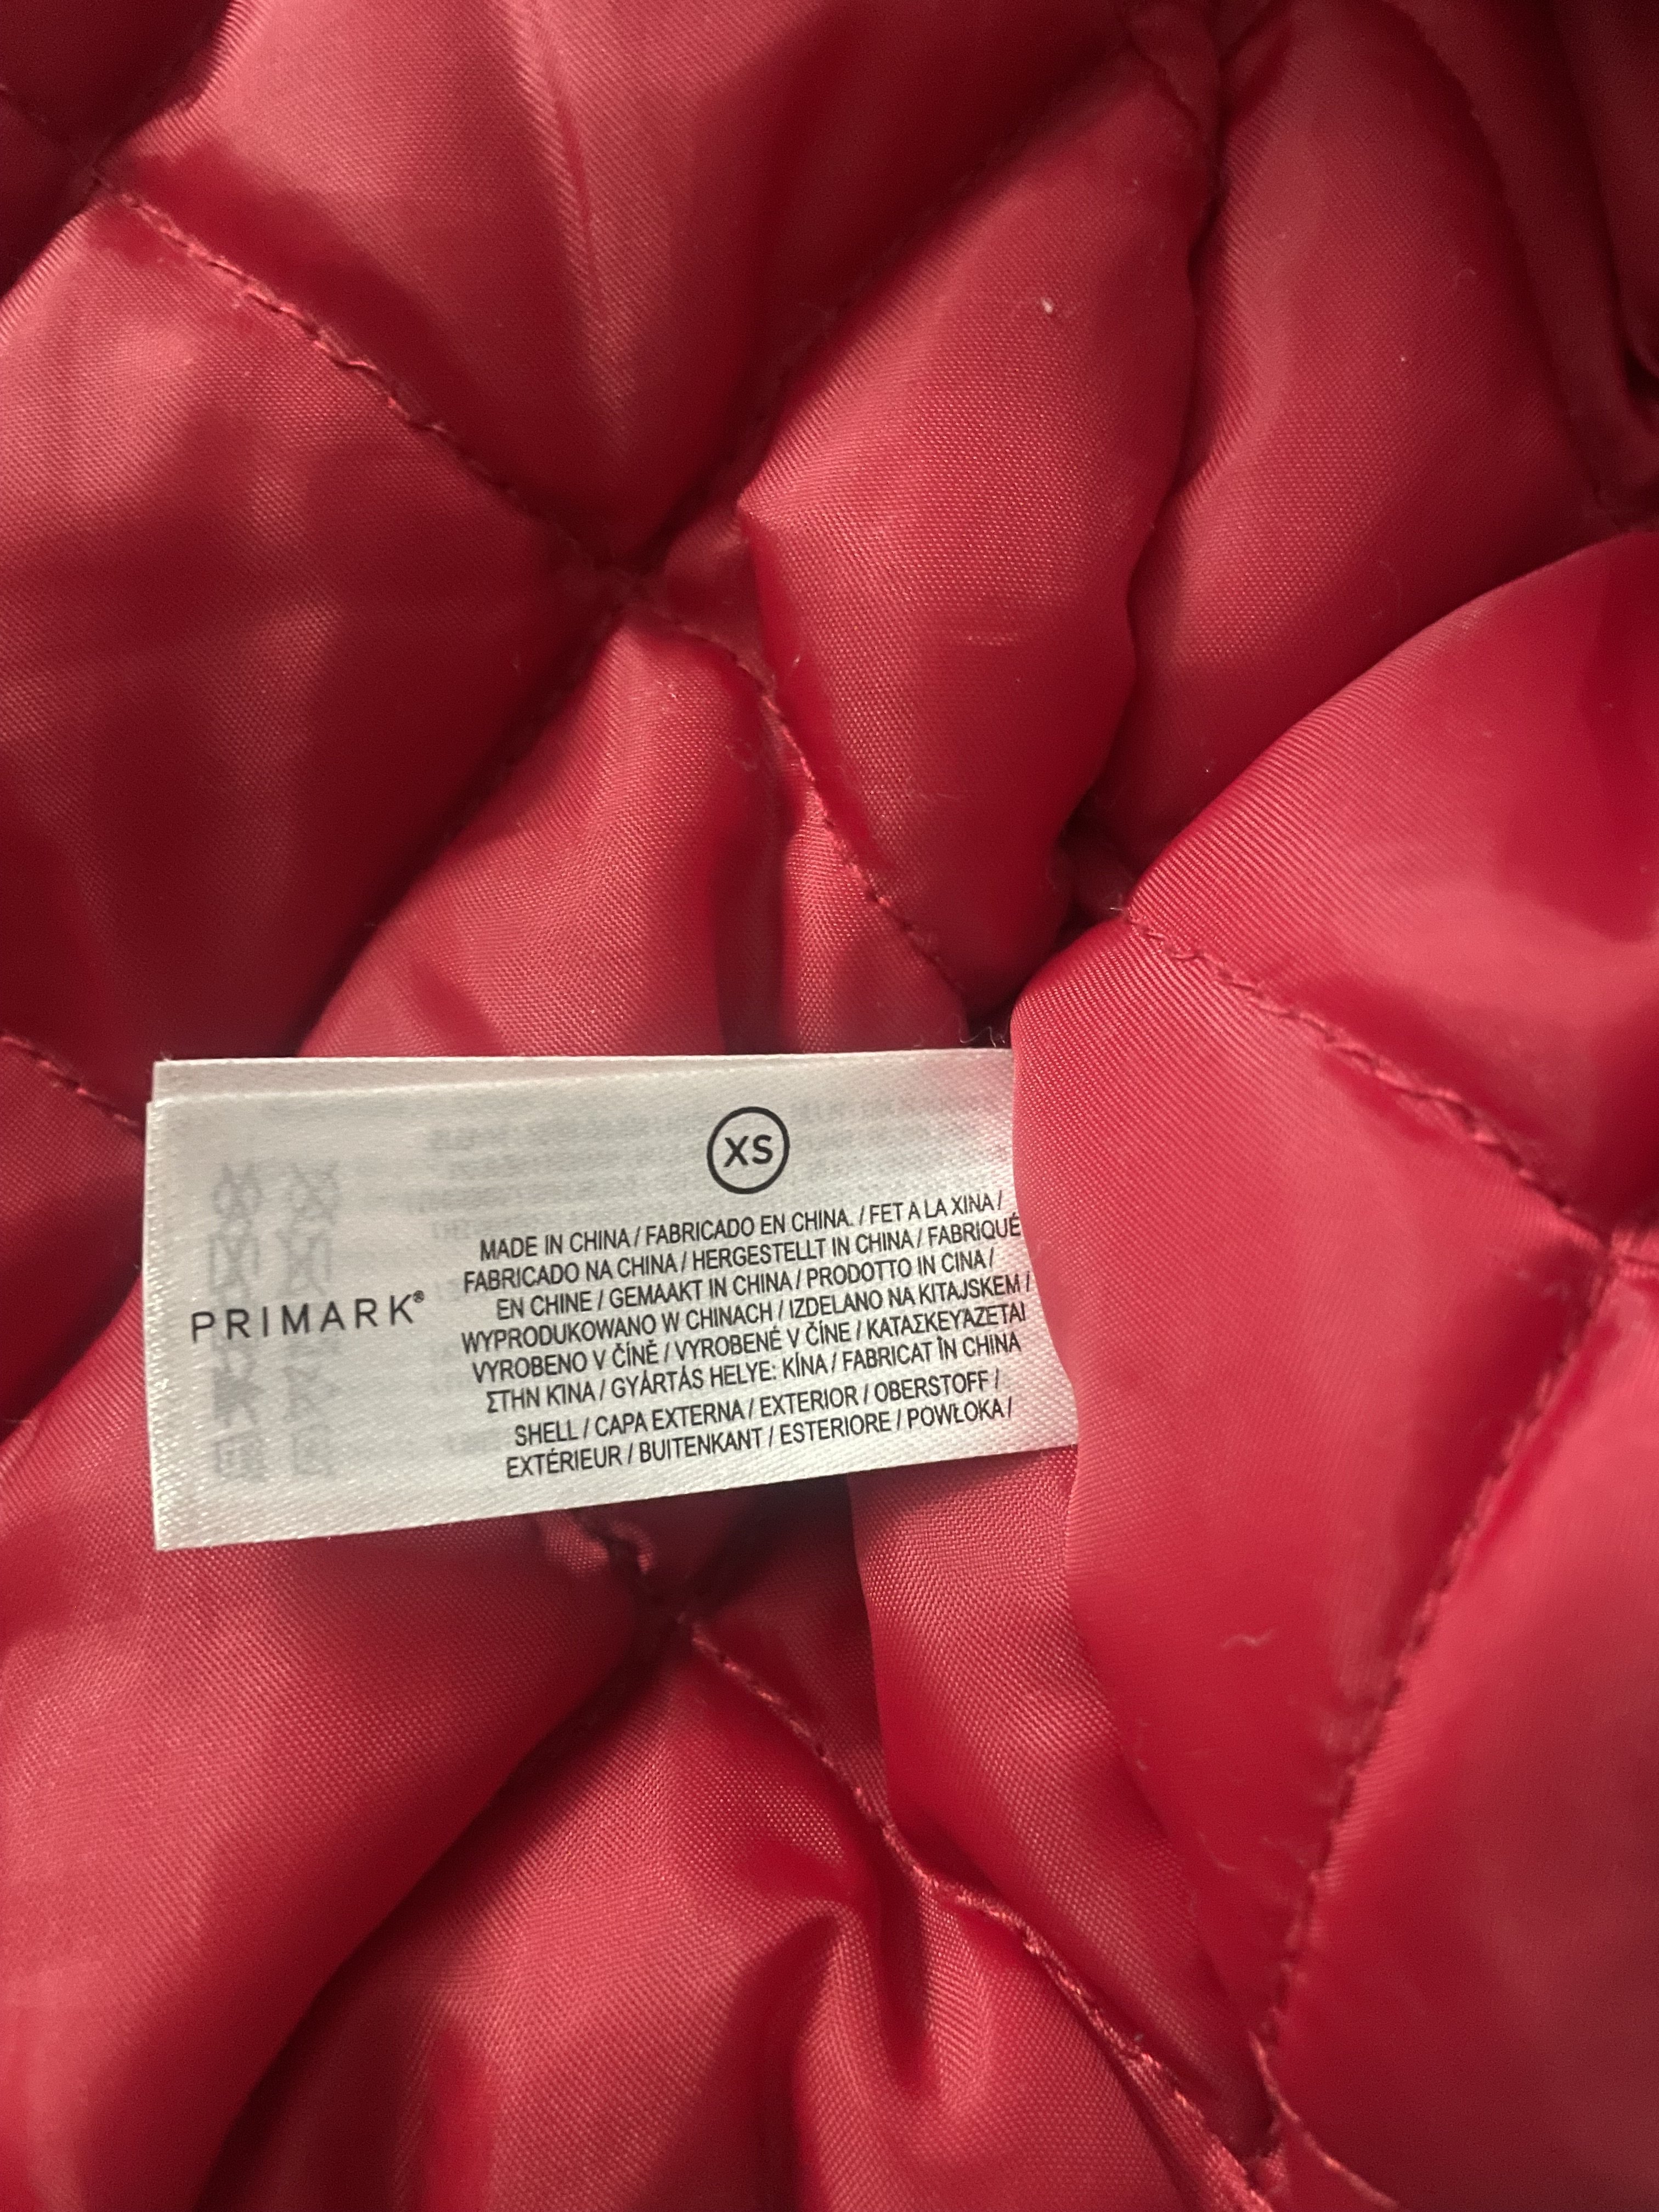 XS
PRIMARK®
MADE IN CHINA / FABRICADO EN CHINA. / FET A LA XINA /
FABRICADO NA CHINA / HERGESTELLT IN CHINA / FABRIQUÉ
EN CHINE / GEMAAKT IN CHINA / PRODOTTO IN CINA /
WYPRODUKOWANO W CHINACH / IZDELANO NA KITAJSKEM /
VYROBENO V ČÍNĚ / VYROBENÉ V ČÍNE / ΚΑΤΑΣΚΕΥΆΖΕΤΑΙ
ΣΤΗΝ ΚΊΝΑ / GYÁRTÁS HELYE: KÍNA / FABRICAT ÎN CHINA
SHELL / CAPA EXTERNA / EXTERIOR / OBERSTOFF /
EXTÉRIEUR / BUITENKANT / ESTERIORE / POWŁOKA /